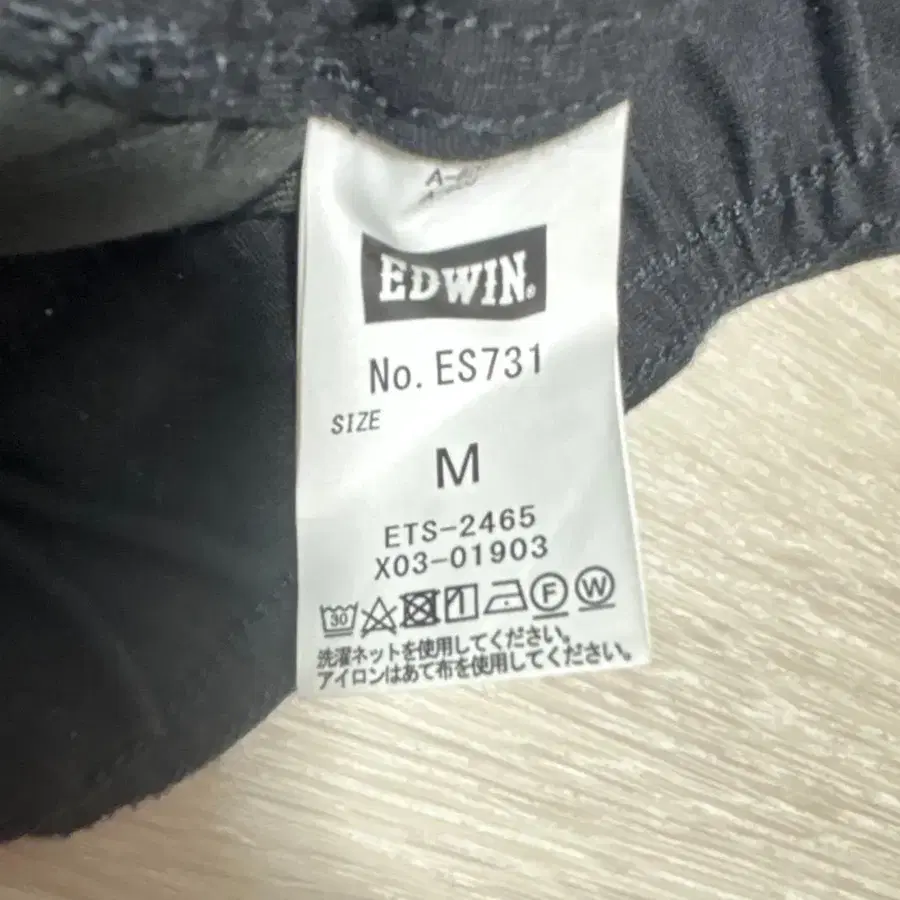 EDWIN®
No. ES731
SIZE
M
ETS-2465
X03-01903
30 F W
洗濯ネットを使用してください。
アイロンはあて布を使用してください。